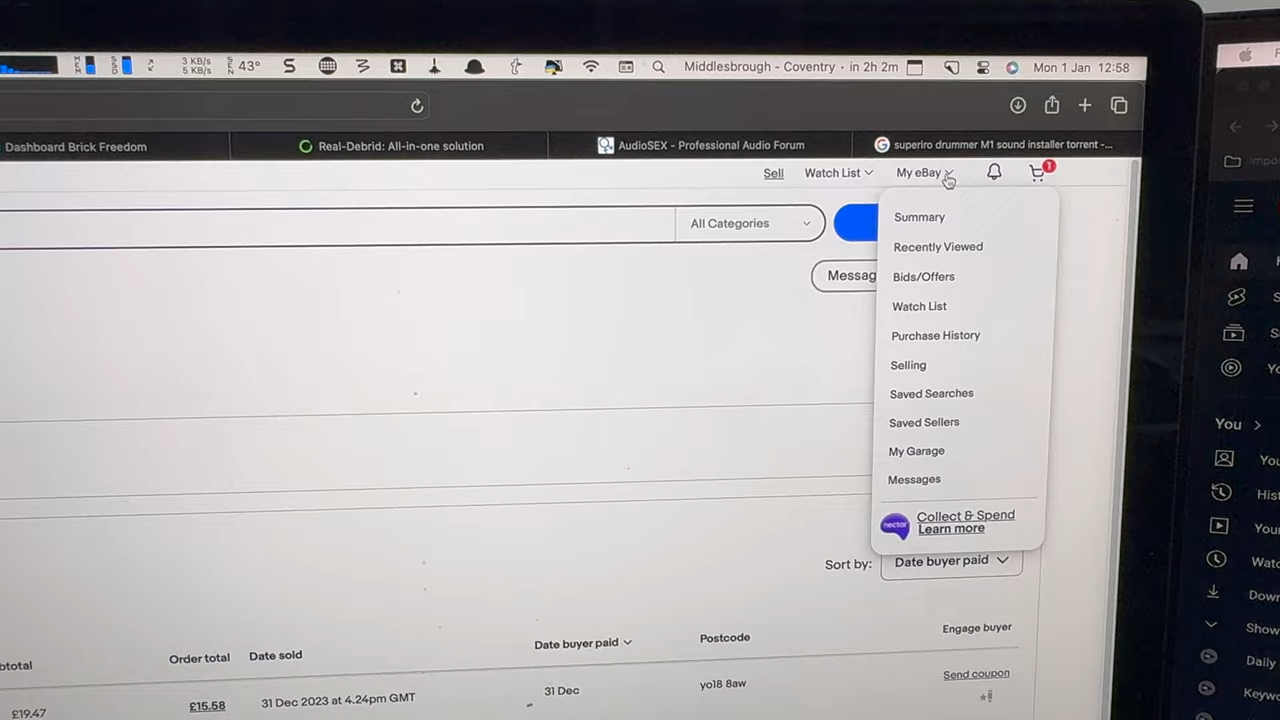 3 KB/s
5 KB/s
43°
Middlesbrough - Coventry · in 2h 2m
Mon 1 Jan 12:58
Dashboard Brick Freedom
Real-Debrid: All-in-one solution
AudioSEX - Professional Audio Forum
superiro drummer M1 sound installer torrent -...
Sell
Watch List
My eBay
1
All Categories
Messag
Summary
Recently Viewed
Bids/Offers
Watch List
Purchase History
Selling
Saved Searches
Saved Sellers
My Garage
Messages
nectar
Collect & Spend
Learn more
Sort by:
Date buyer paid
btotal
Order total
Date sold
Date buyer paid
Postcode
Engage buyer
£19.47
£15.58
31 Dec 2023 at 4.24pm GMT
31 Dec
yo18 8aw
Send coupon
Impo
You
You
Hist
Your
Watc
Down
Show
Daily
Keywo